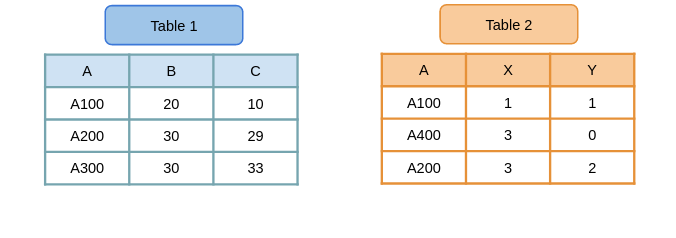 Table 1
A B C
A100 20 10
A200 30 29
A300 30 33
Table 2
A X Y
A100 1 1
A400 3 0
A200 3 2